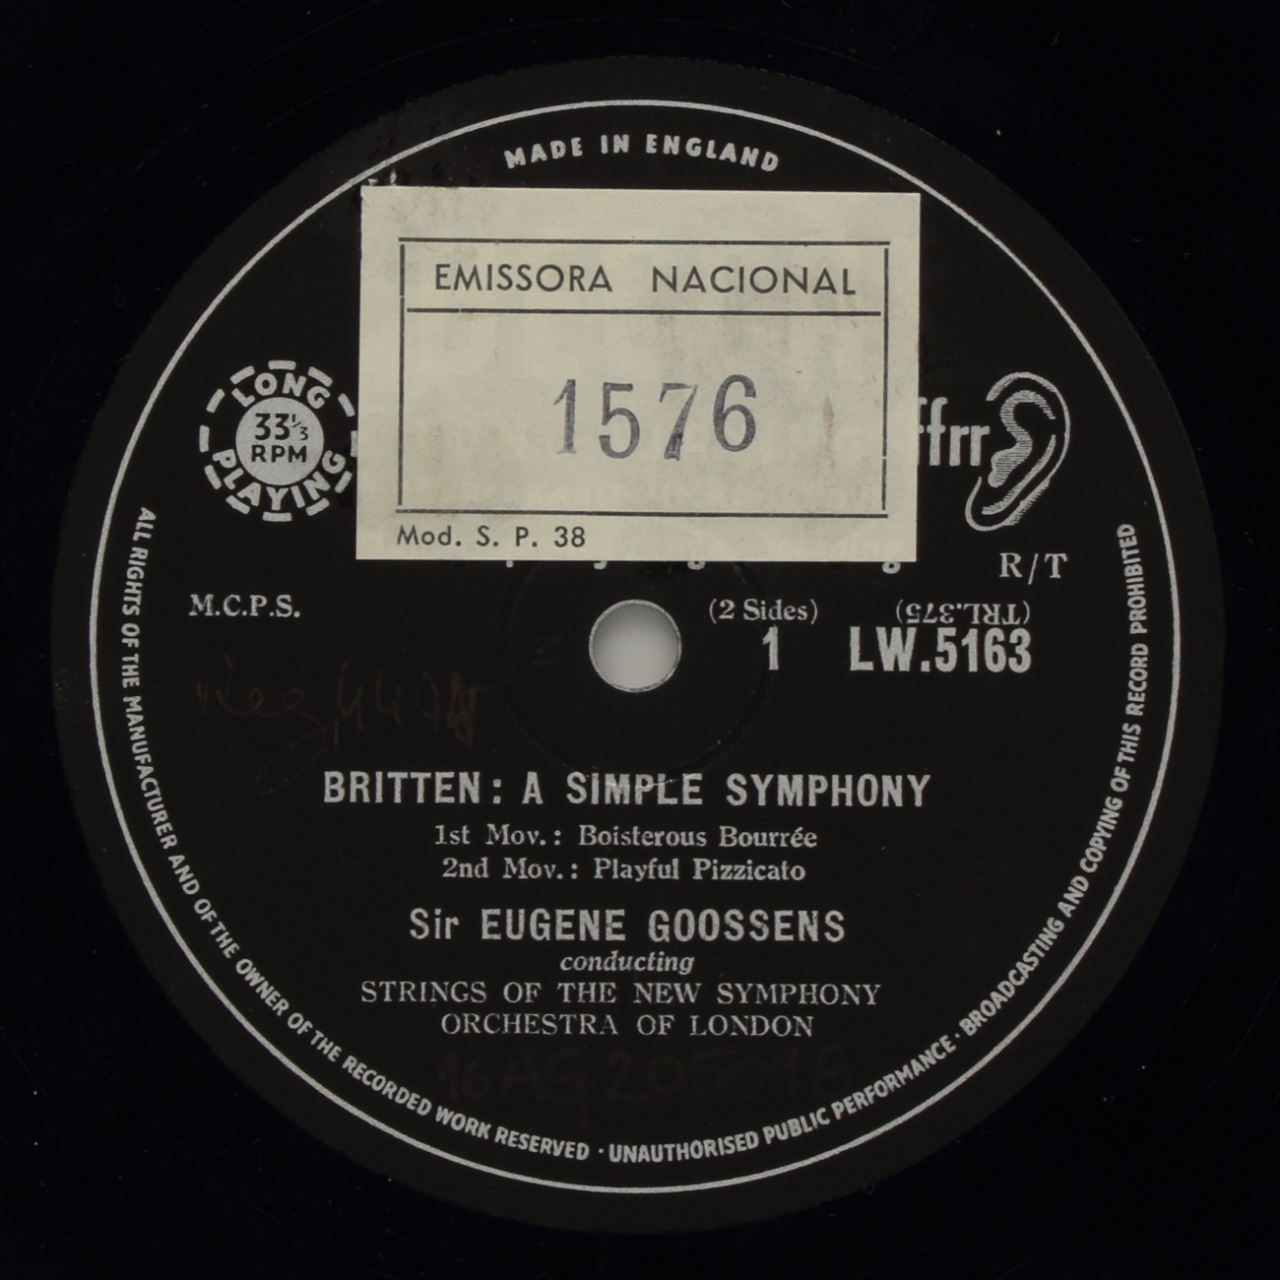 MADE IN ENGLAND
EMISSORA NACIONAL
1576
Mod. S. P. 38
LONG PLAYING
33⅓
RPM
ffrr
R/T
M.C.P.S.
(2 Sides)
(TRL.375)
1
LW.5163
BRITTEN : A SIMPLE SYMPHONY
1st Mov.: Boisterous Bourrée
2nd Mov.: Playful Pizzicato
Sir EUGENE GOOSSENS
conducting
STRINGS OF THE NEW SYMPHONY
ORCHESTRA OF LONDON
ALL RIGHTS OF THE MANUFACTURER AND OF THE OWNER OF THE RECORDED WORK RESERVED · UNAUTHORISED PUBLIC PERFORMANCE · BROADCASTING AND COPYING OF THIS RECORD PROHIBITED